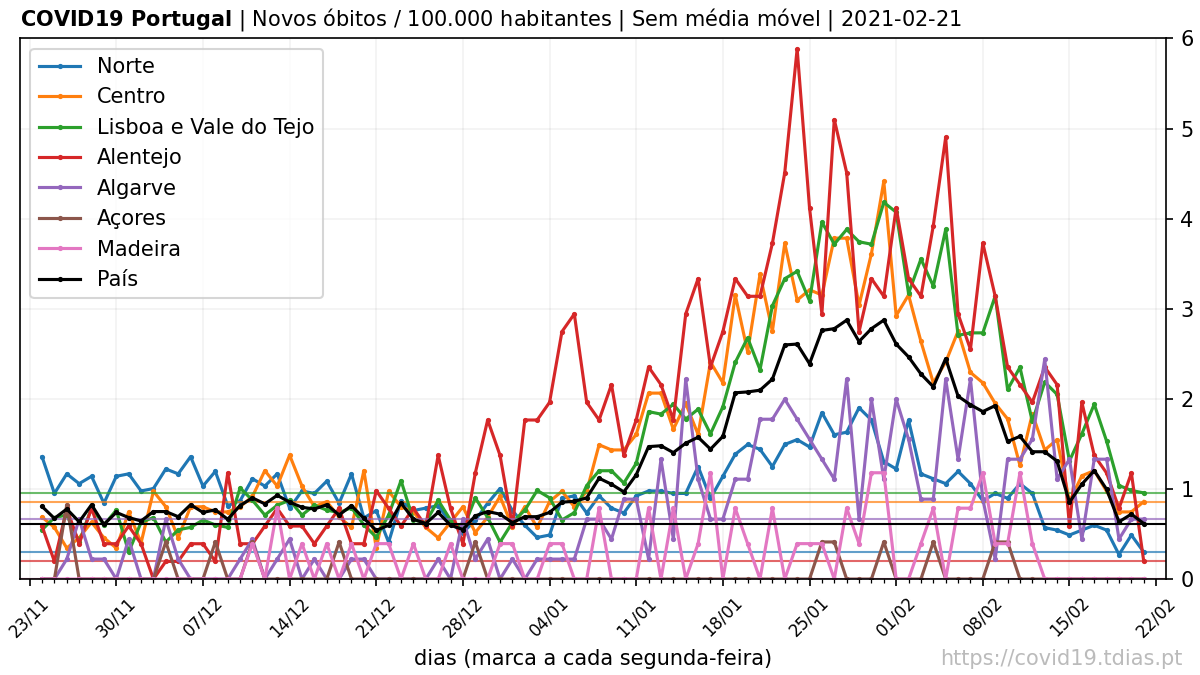 COVID19 Portugal | Novos óbitos / 100.000 habitantes | Sem média móvel | 2021-02-21
Norte
Centro
Lisboa e Vale do Tejo
Alentejo
Algarve
Açores
Madeira
País
6
5
4
3
2
1
0
23/11
30/11
07/12
14/12
21/12
28/12
04/01
11/01
18/01
25/01
01/02
08/02
15/02
22/02
dias (marca a cada segunda-feira)
https://covid19.tdias.pt